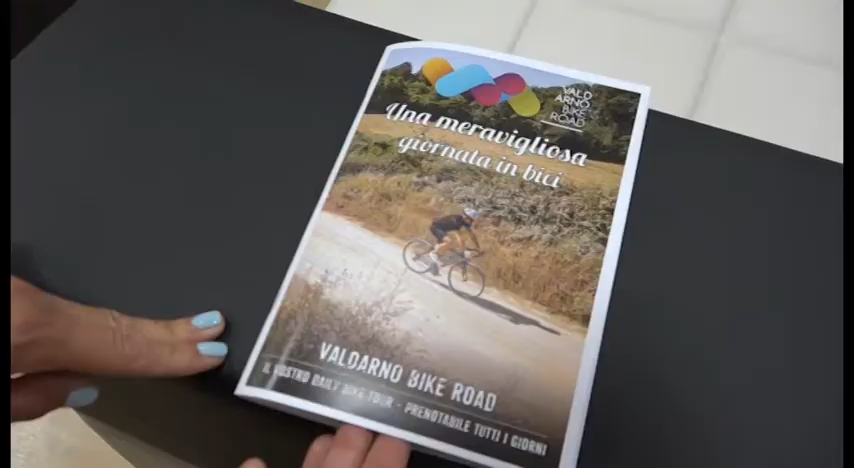 VALD
ARNO
BIKE
ROAD
Una meravigliosa
giornata in bici
VALDARNO BIKE ROAD
IL VOSTRO DAILY BIKE TOUR - PRENOTABILE TUTTI I GIORNI